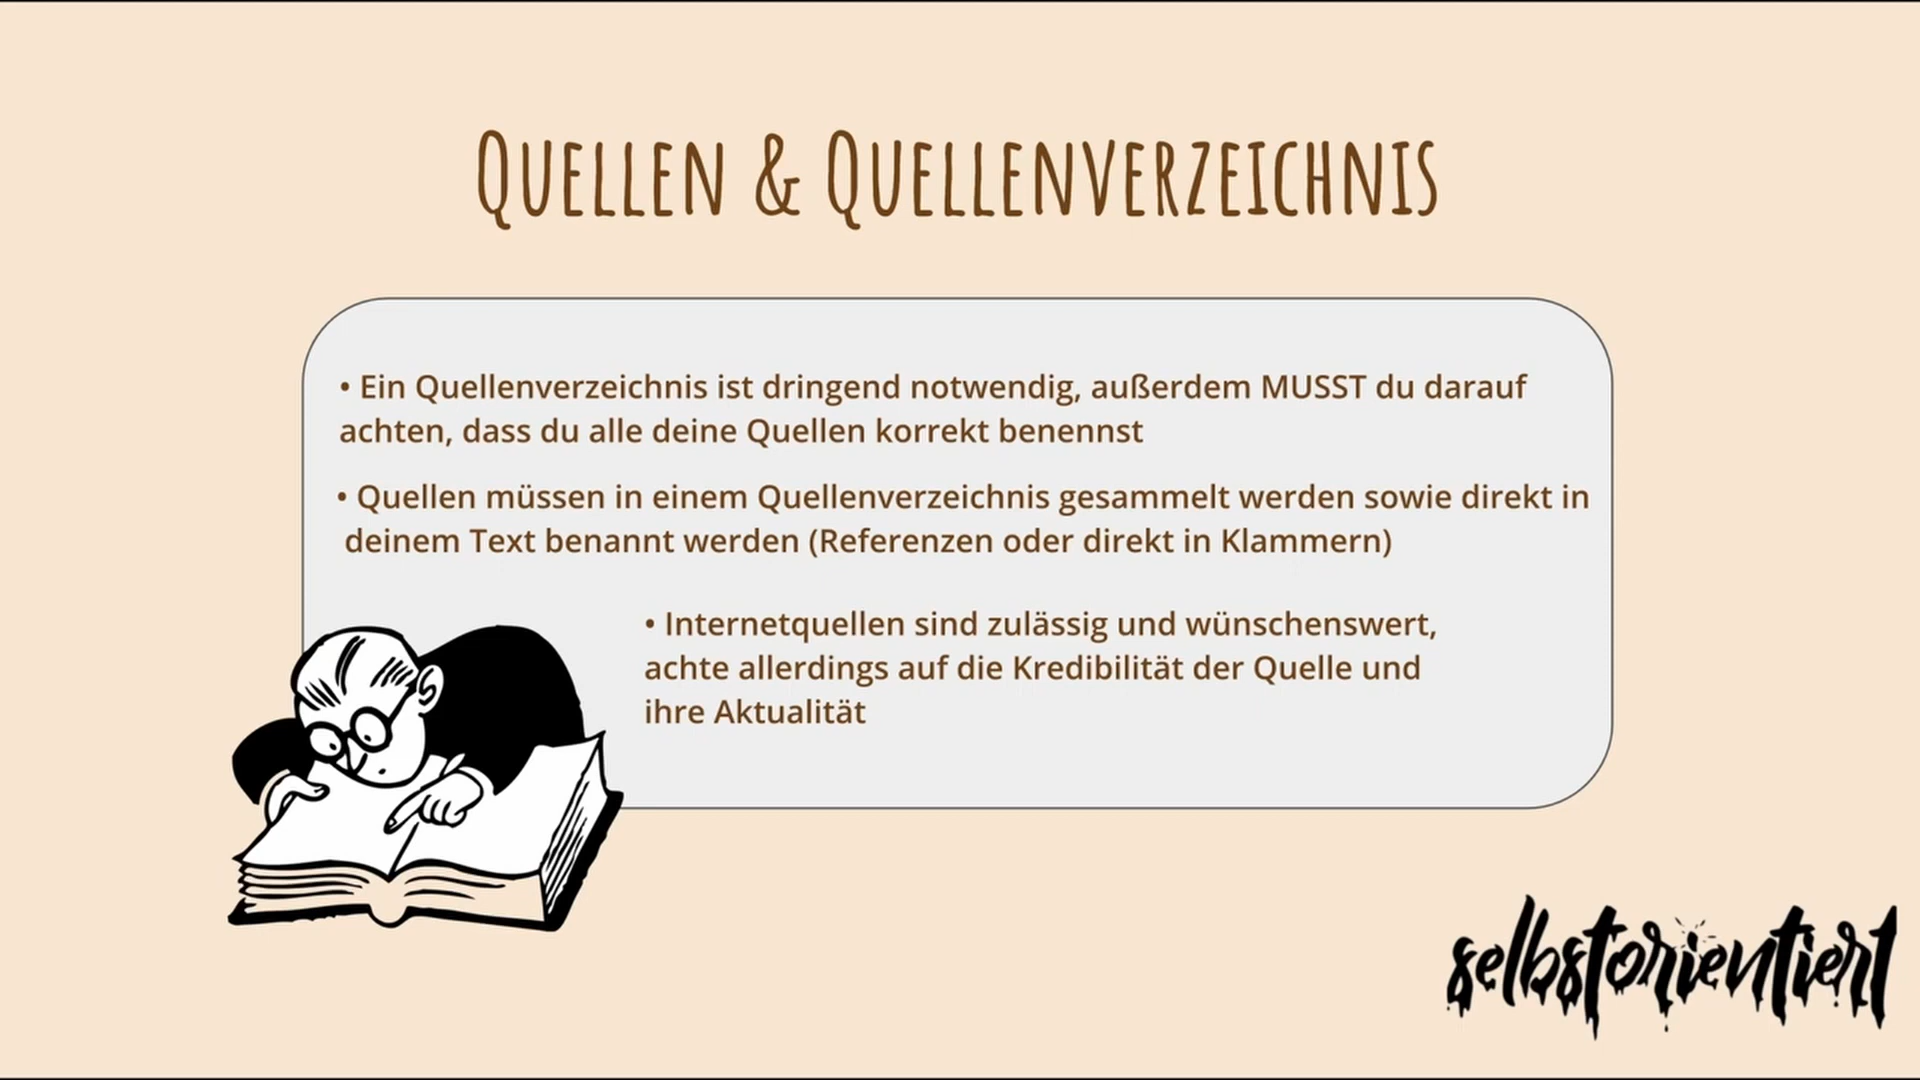 Quellen & Quellenverzeichnis
• Ein Quellenverzeichnis ist dringend notwendig, außerdem MUSST du darauf
achten, dass du alle deine Quellen korrekt benennst
• Quellen müssen in einem Quellenverzeichnis gesammelt werden sowie direkt in
deinem Text benannt werden (Referenzen oder direkt in Klammern)
• Internetquellen sind zulässig und wünschenswert,
achte allerdings auf die Kredibilität der Quelle und
ihre Aktualität
selbstorientiert